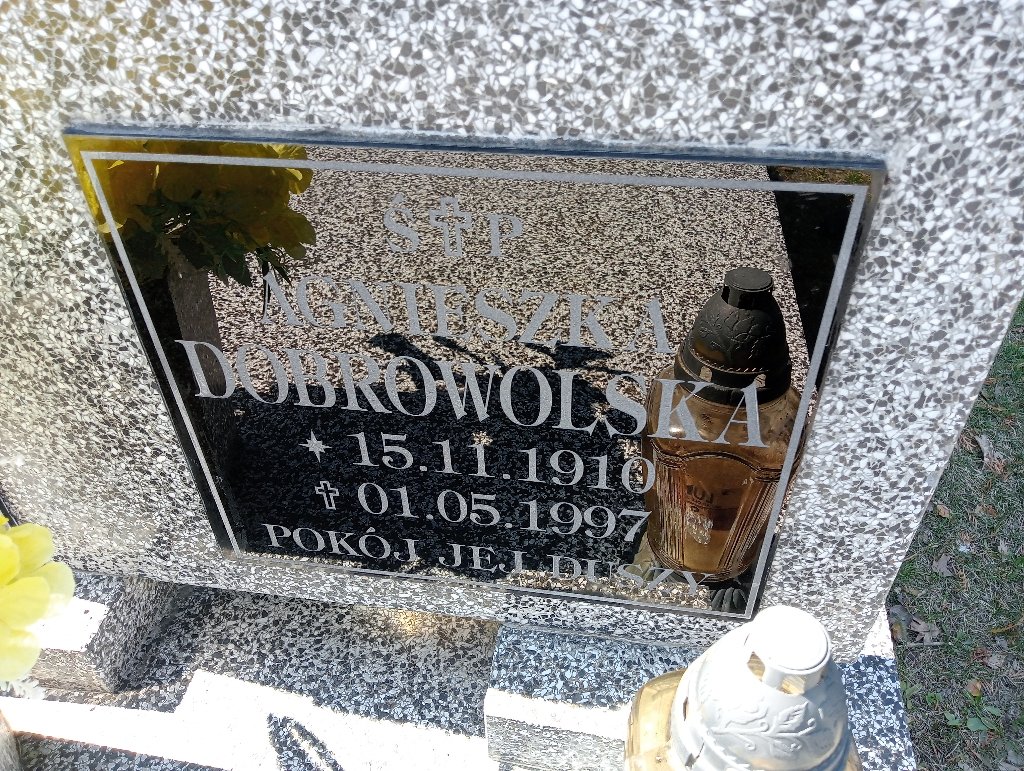 Ś † P
AGNIESZKA
DOBROWOLSKA
* 15.11.1910
† 01.05.1997
POKÓJ JEJ DUSZY